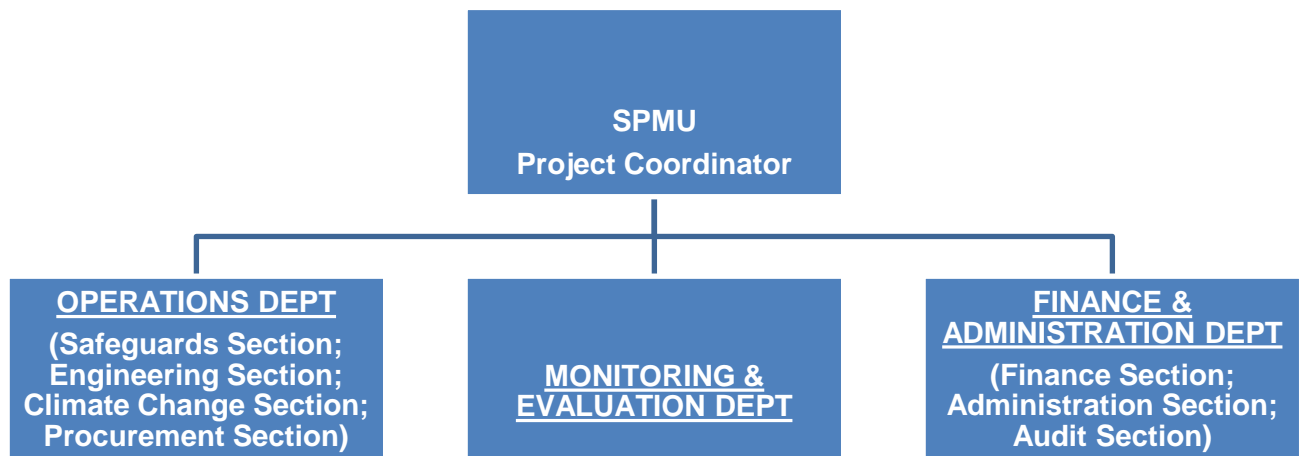 SPMU
Project Coordinator
OPERATIONS DEPT
(Safeguards Section;
Engineering Section;
Climate Change Section;
Procurement Section)
MONITORING &
EVALUATION DEPT
FINANCE &
ADMINISTRATION DEPT
(Finance Section;
Administration Section;
Audit Section)